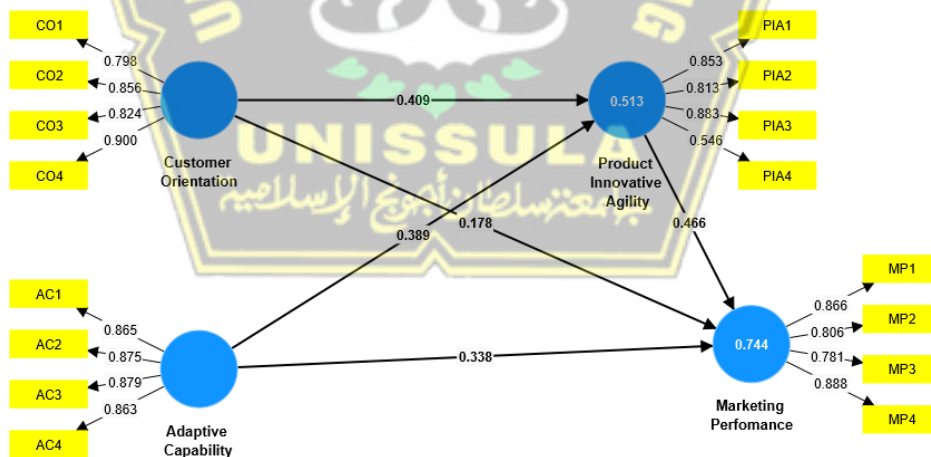 CO1
CO2
CO3
CO4
0.798
0.856
0.824
0.900
Customer
Orientation
0.409
0.513
Product
Innovative
Agility
PIA1
PIA2
PIA3
PIA4
0.853
0.813
0.883
0.546
UNISSULA
0.389
0.178
0.466
AC1
AC2
AC3
AC4
0.865
0.875
0.879
0.863
Adaptive
Capability
0.338
0.744
Marketing
Perfomance
0.866
0.806
0.781
0.888
MP1
MP2
MP3
MP4